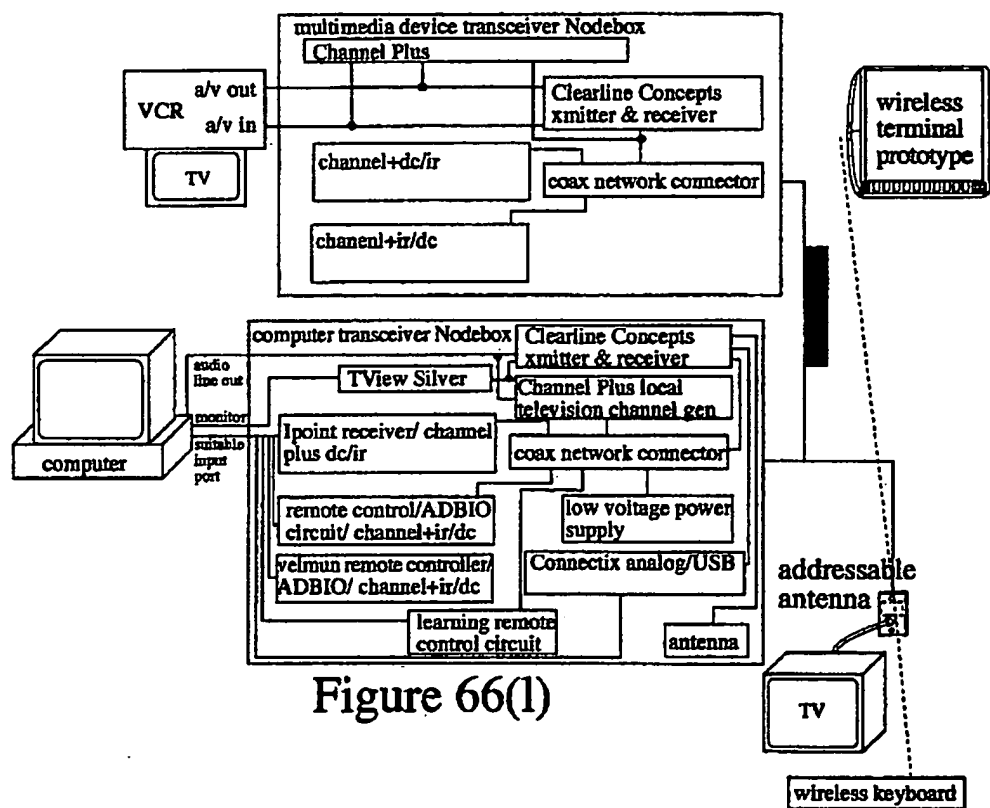 multimedia device transceiver Nodebox
Channel Plus
a/v out
VCR
a/v in
TV
Clearline Concepts
xmitter & receiver
channel+dc/ir
coax network connector
chanenl+ir/dc
wireless
terminal
prototype
computer transceiver Nodebox
Clearline Concepts
xmitter & receiver
audio
line out
TView Silver
Channel Plus local
television channel gen
monitor
Ipoint receiver/ channel
plus dc/ir
suitable
input
port
computer
coax network connector
remote control/ADBIO
circuit/ channel+ir/dc
low voltage power
supply
velmun remote controller/
ADBIO/ channel+ir/dc
Connectix analog/USB
addressable
antenna
learning remote
control circuit
antenna
TV
Figure 66(l)
wireless keyboard